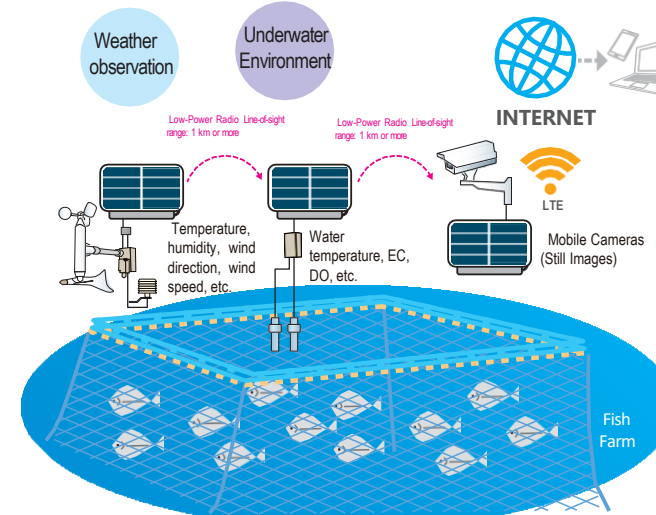 Weather
observation
Underwater
Environment
INTERNET
Low-Power Radio Line-of-sight
range: 1 km or more
Low-Power Radio Line-of-sight
range: 1 km or more
LTE
Temperature,
humidity, wind
direction, wind
speed, etc.
Water
temperature, EC,
DO, etc.
Mobile Cameras
(Still Images)
Fish
Farm